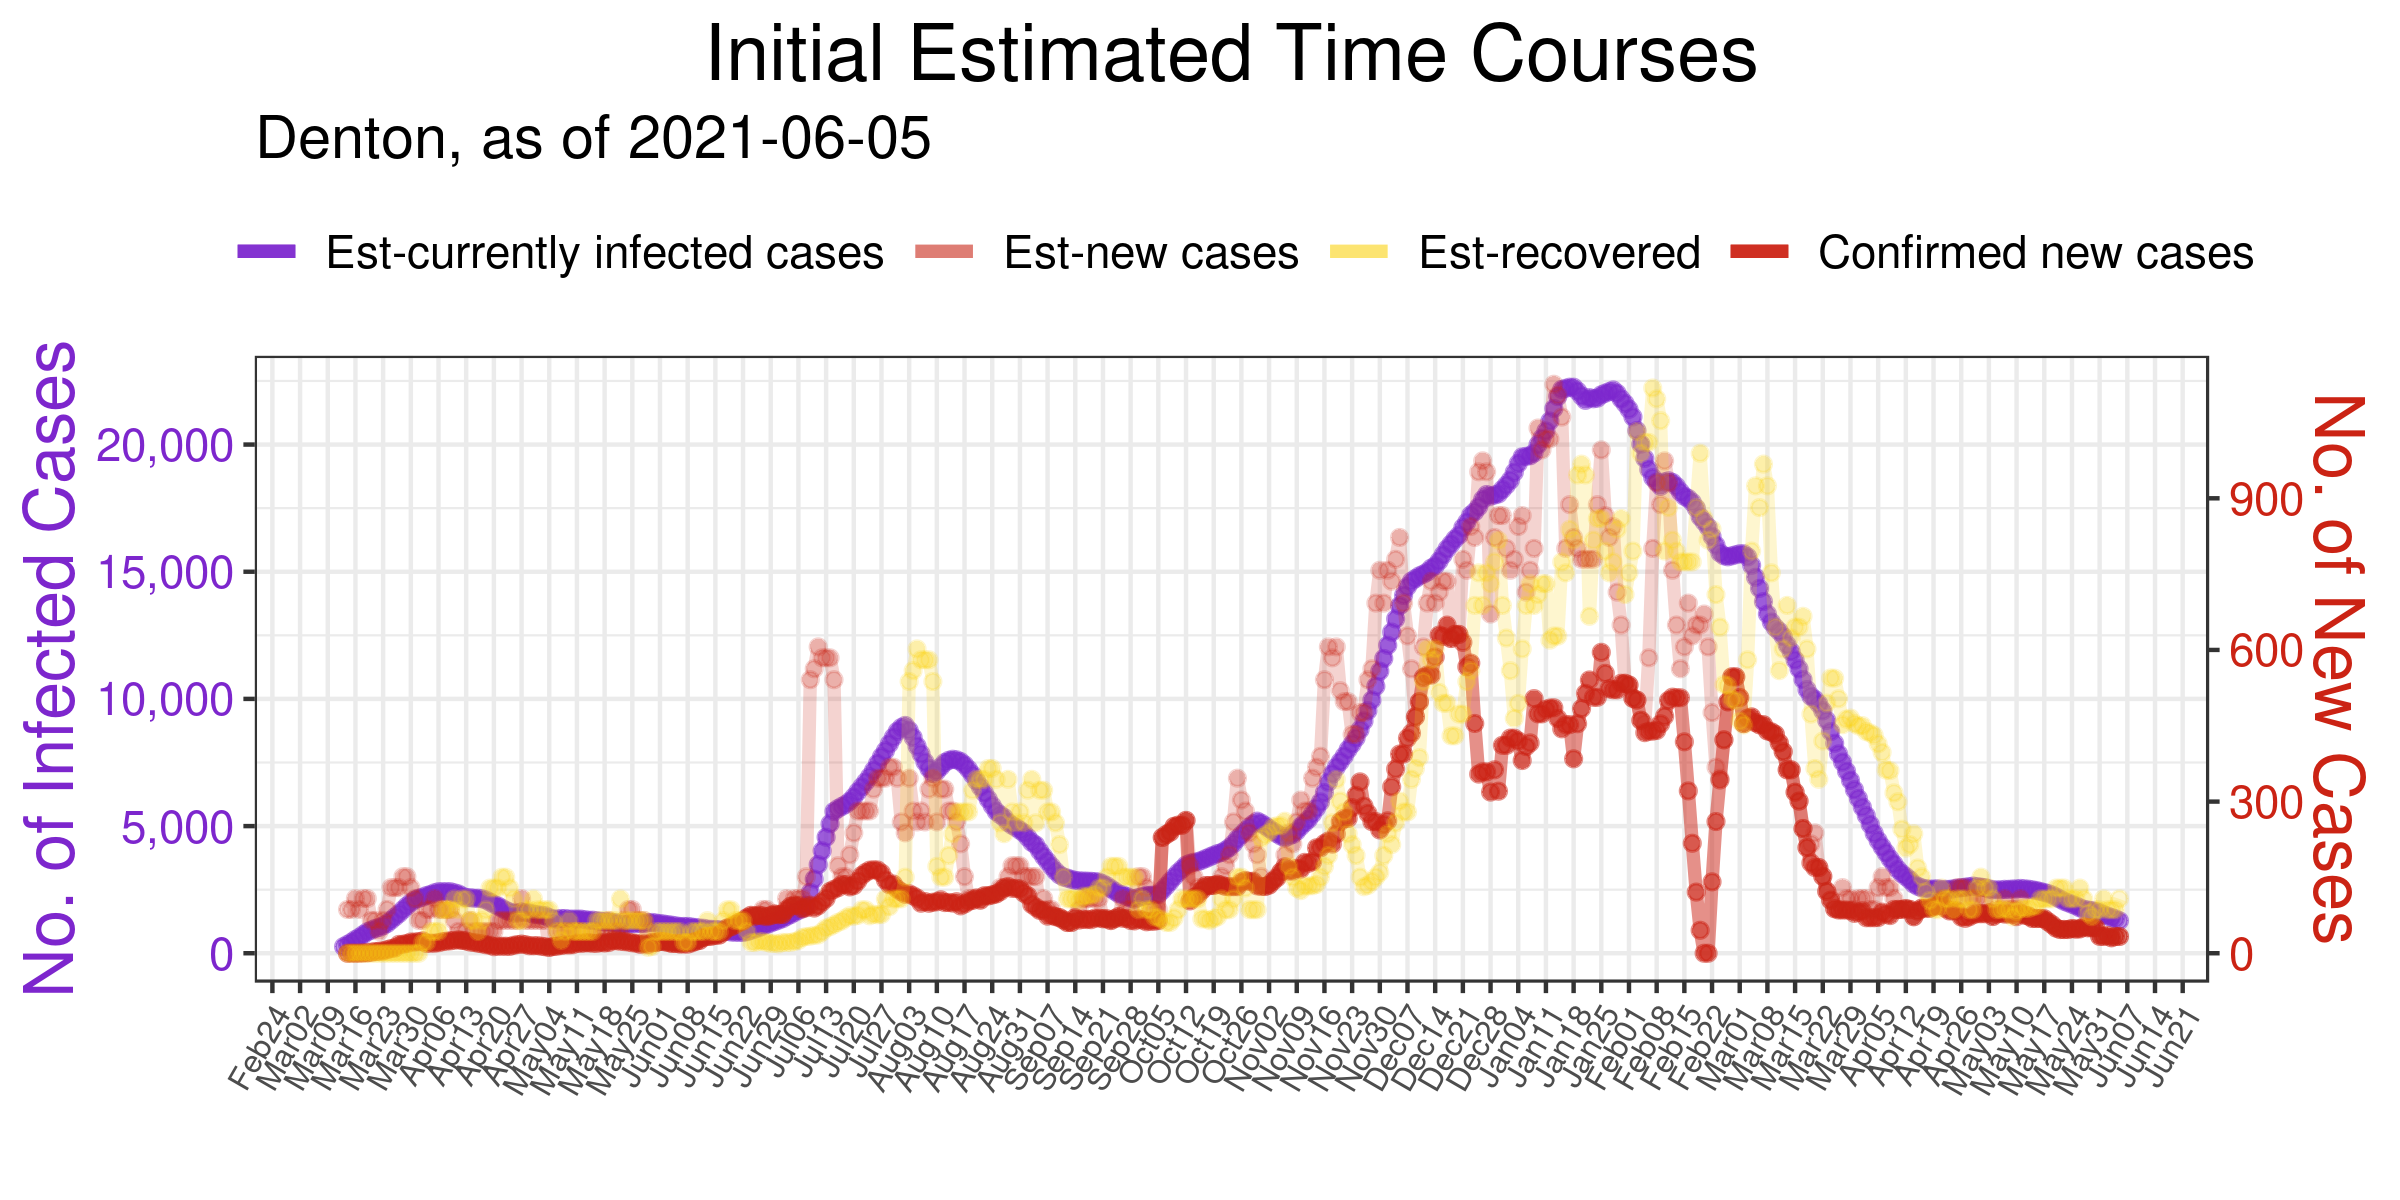 Initial Estimated Time Courses
Denton, as of 2021-06-05
Est-currently infected cases Est-new cases Est-recovered Confirmed new cases
No. of Infected Cases
20,000
15,000
10,000
5,000
0
No. of New Cases
900
600
300
0
Feb24 Mar02 Mar09 Mar16 Mar23 Mar30 Apr06 Apr13 Apr20 Apr27 May04 May11 May18 May25 Jun01 Jun08 Jun15 Jun22 Jun29 Jul06 Jul13 Jul20 Jul27 Aug03 Aug10 Aug17 Aug24 Aug31 Sep07 Sep14 Sep21 Sep28 Oct05 Oct12 Oct19 Oct26 Nov02 Nov09 Nov16 Nov23 Nov30 Dec07 Dec14 Dec21 Dec28 Jan04 Jan11 Jan18 Jan25 Feb01 Feb08 Feb15 Feb22 Mar01 Mar08 Mar15 Mar22 Mar29 Apr05 Apr12 Apr19 Apr26 May03 May10 May17 May24 May31 Jun07 Jun14 Jun21